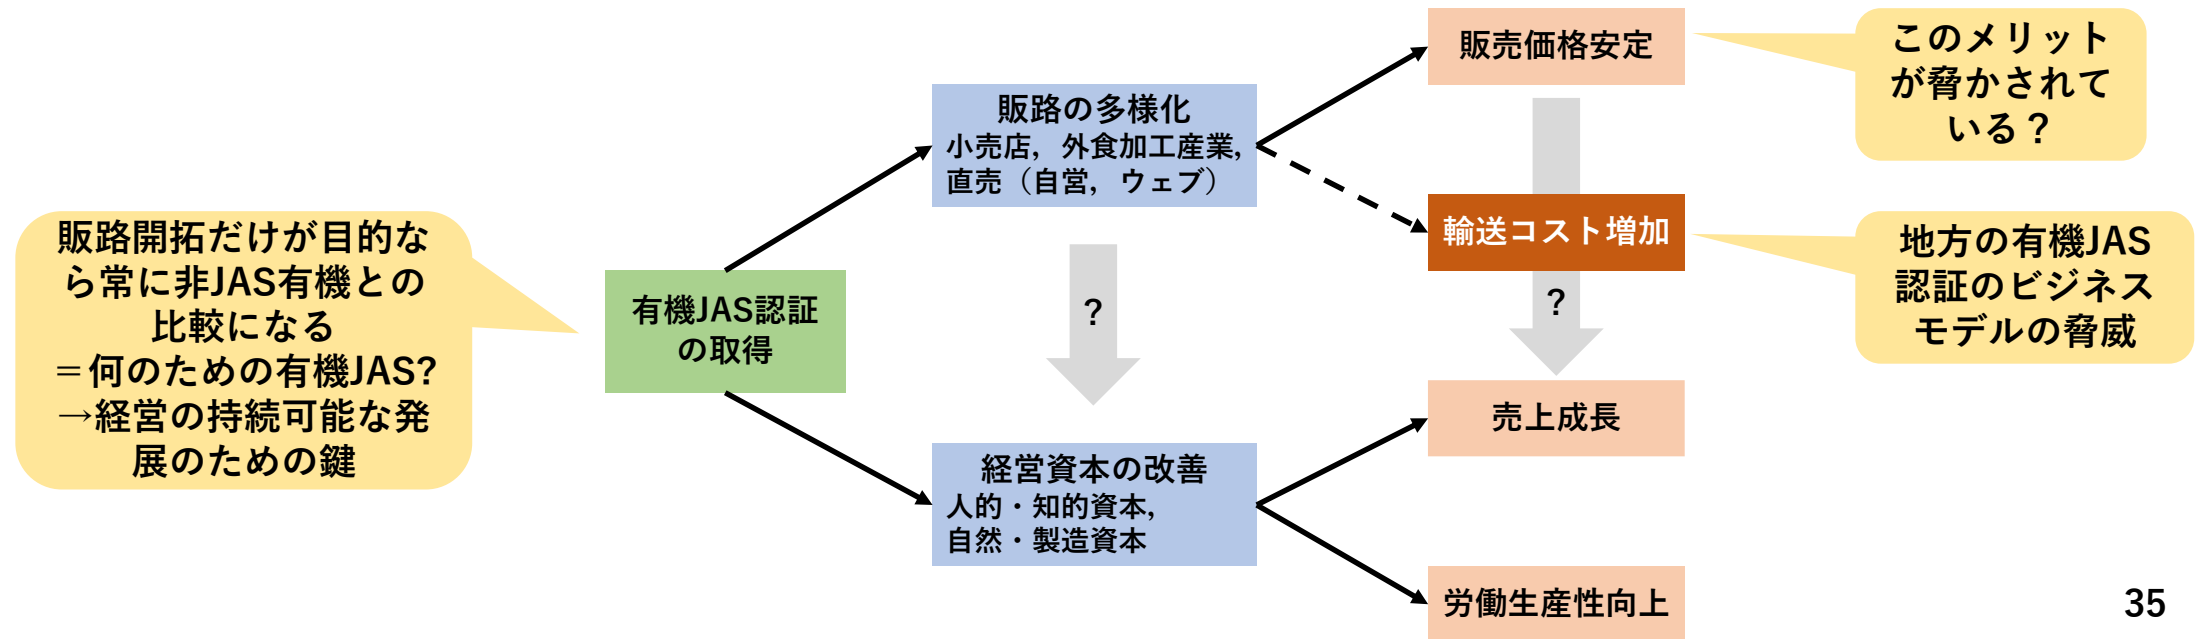 販路開拓だけが目的な
ら常に非JAS有機との
比較になる
＝何のための有機JAS?
→経営の持続可能な発
展のための鍵
有機JAS認証
の取得
販路の多様化
小売店，外食加工産業，
直売（自営，ウェブ）
?
経営資本の改善
人的・知的資本，
自然・製造資本
販売価格安定
輸送コスト増加
?
売上成長
労働生産性向上
このメリット
が脅かされて
いる？
地方の有機JAS
認証のビジネス
モデルの脅威
35